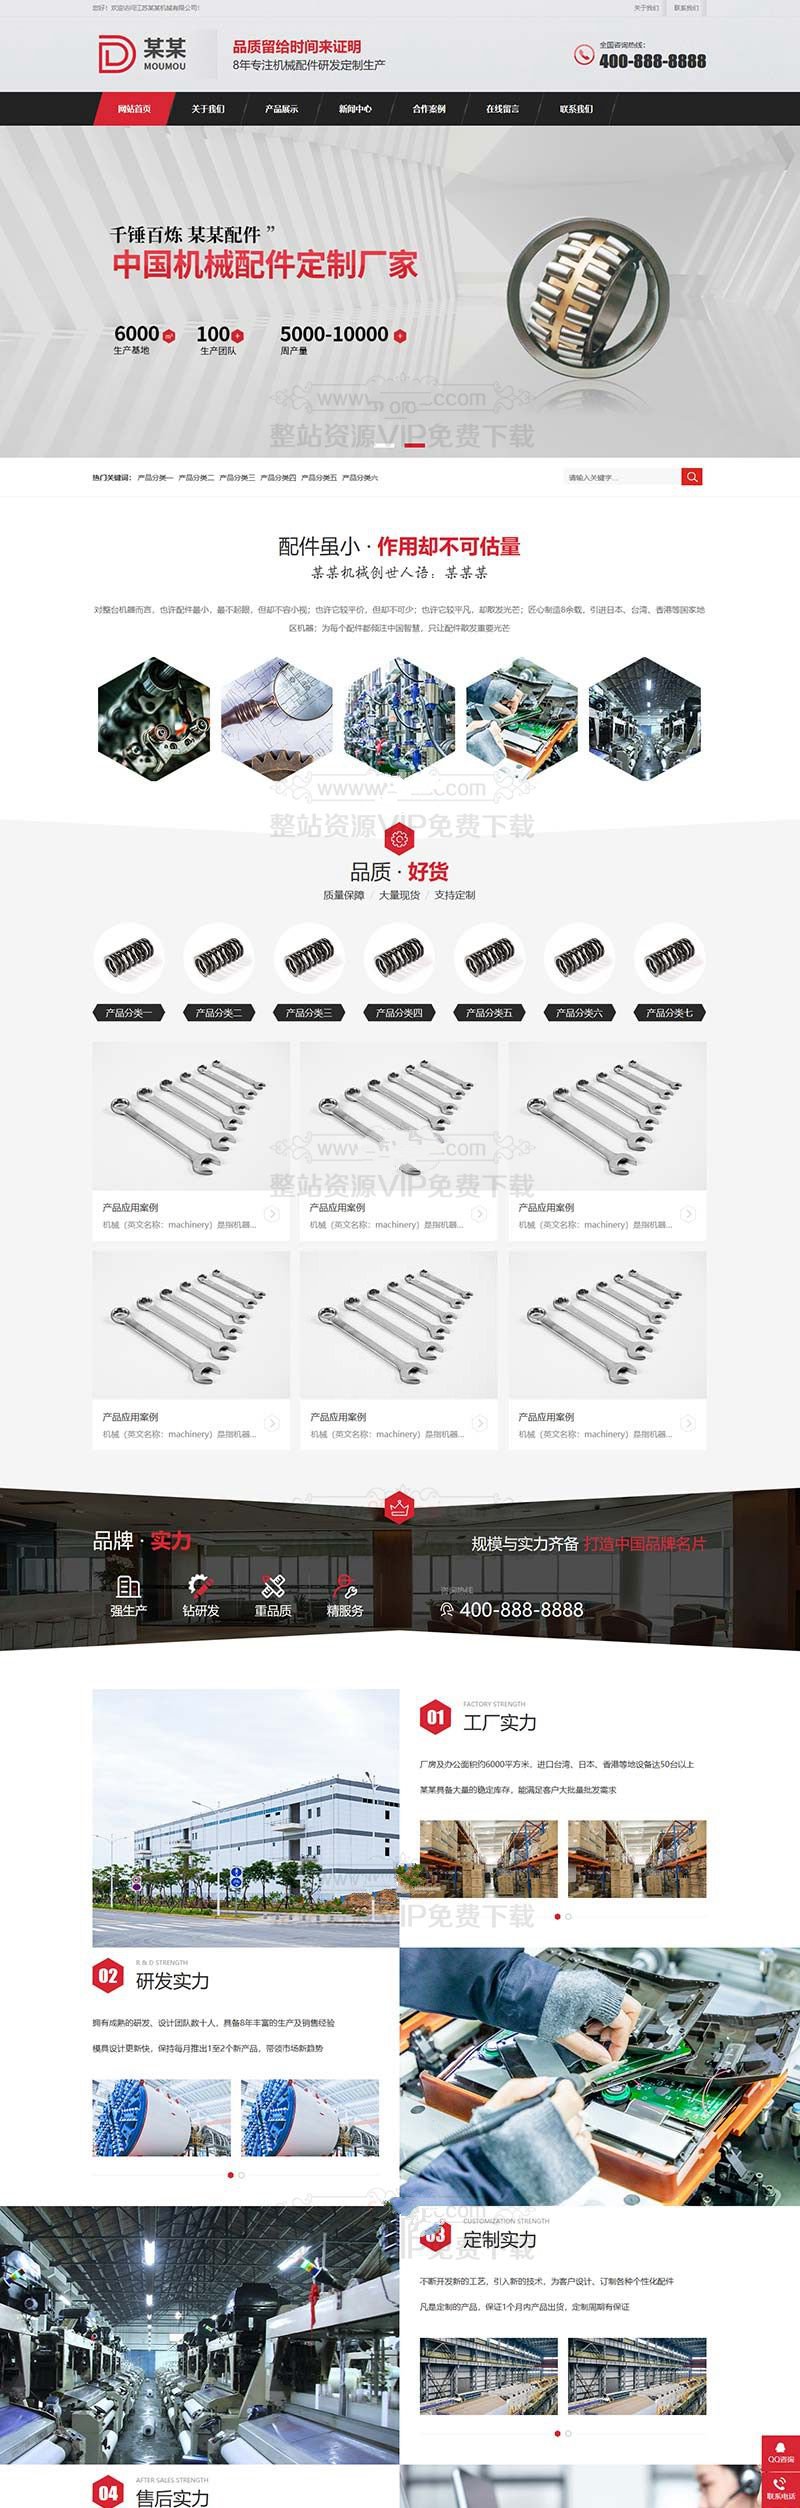 您好！欢迎访问江苏某某机械有限公司！
关于我们 联系我们
某某
MOUMOU
品质留给时间来证明
8年专注机械配件研发定制生产
全国咨询热线：
400-888-8888
网站首页 关于我们 产品展示 新闻中心 合作案例 在线留言 联系我们
千锤百炼 某某配件 ”
中国机械配件定制厂家
6000 m² 100 + 5000-10000 +
生产基地 生产团队 周产量
整站资源VIP免费下载
热门关键词： 产品分类一 产品分类二 产品分类三 产品分类四 产品分类五 产品分类六
请输入关键字...
配件虽小 · 作用却不可估量
某某机械创世人语：某某某
对整台机器而言，也许配件最小，最不起眼，但却不容小视；也许它较平价，但却不可少；也许它较平凡，却散发光芒；匠心制造8余载，引进日本、台湾、香港等国家地
区机器；为每个配件都倾注中国智慧，只让配件散发重要光芒
整站资源VIP免费下载
品质 · 好货
质量保障 / 大量现货 / 支持定制
产品分类一 产品分类二 产品分类三 产品分类四 产品分类五 产品分类六 产品分类七
整站资源VIP免费下载
产品应用案例 产品应用案例 产品应用案例
机械（英文名称：machinery）是指机器... 机械（英文名称：machinery）是指机器... 机械（英文名称：machinery）是指机器...
产品应用案例 产品应用案例 产品应用案例
机械（英文名称：machinery）是指机器... 机械（英文名称：machinery）是指机器... 机械（英文名称：machinery）是指机器...
品牌 · 实力
规模与实力齐备 打造中国品牌名片
强生产 钻研发 重品质 精服务
咨询热线
400-888-8888
01
FACTORY STRENGTH
工厂实力
厂房及办公面积约6000平方米，进口台湾、日本、香港等地设备达50台以上
某某具备大量的稳定库存，能满足客户大批量批发需求
VIP免费下载
02
R & D STRENGTH
研发实力
拥有成熟的研发、设计团队数十人，具备8年丰富的生产及销售经验
模具设计更新快，保持每月推出1至2个新产品，带领市场新趋势
03
CUSTOMIZATION STRENGTH
定制实力
不断开发新的工艺，引入新的技术，为客户设计、订制各种个性化配件
凡是定制的产品，保证1个月内产品出货，定制周期有保证
04
AFTER SALES STRENGTH
售后实力
QQ咨询
联系电话